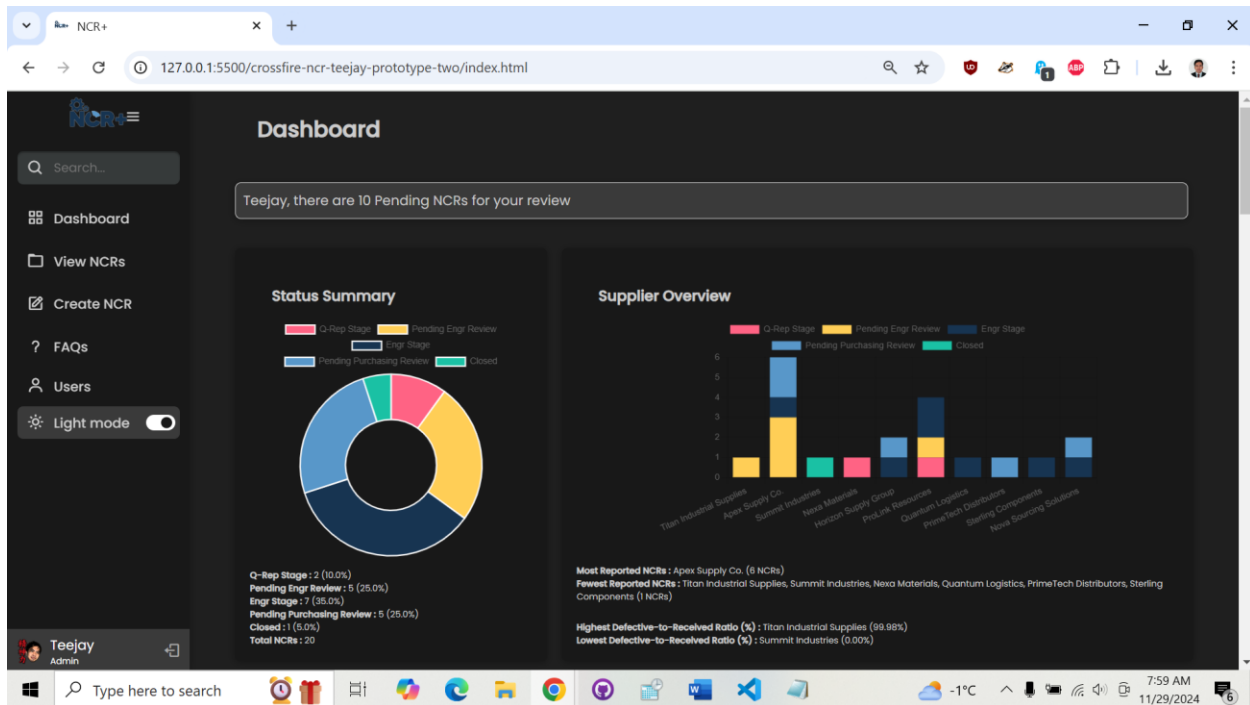 NCR+
127.0.0.1:5500/crossfire-ncr-teejay-prototype-two/index.html
UD
1
ABP
NCR+
Search...
Dashboard
View NCRs
Create NCR
FAQs
Users
Light mode
Teejay
Admin
Dashboard
Teejay, there are 10 Pending NCRs for your review
Status Summary
Q-Rep Stage Pending Engr Review
Engr Stage
Pending Purchasing Review Closed
Q-Rep Stage : 2 (10.0%)
Pending Engr Review : 5 (25.0%)
Engr Stage : 7 (35.0%)
Pending Purchasing Review : 5 (25.0%)
Closed : 1 (5.0%)
Total NCRs : 20
Supplier Overview
Q-Rep Stage Pending Engr Review Engr Stage
Pending Purchasing Review Closed
6
5
4
3
2
1
0
Titan Industrial Supplies
Apex Supply Co.
Summit Industries
Nexa Materials
Horizon Supply Group
ProLink Resources
Quantum Logistics
PrimeTech Distributors
Sterling Components
Nova Sourcing Solutions
Most Reported NCRs : Apex Supply Co. (6 NCRs)
Fewest Reported NCRs : Titan Industrial Supplies, Summit Industries, Nexa Materials, Quantum Logistics, PrimeTech Distributors, Sterling
Components (1 NCRs)
Highest Defective-to-Received Ratio (%) : Titan Industrial Supplies (99.98%)
Lowest Defective-to-Received Ratio (%) : Summit Industries (0.00%)
Type here to search
W
-1°C
7:59 AM
11/29/2024
6